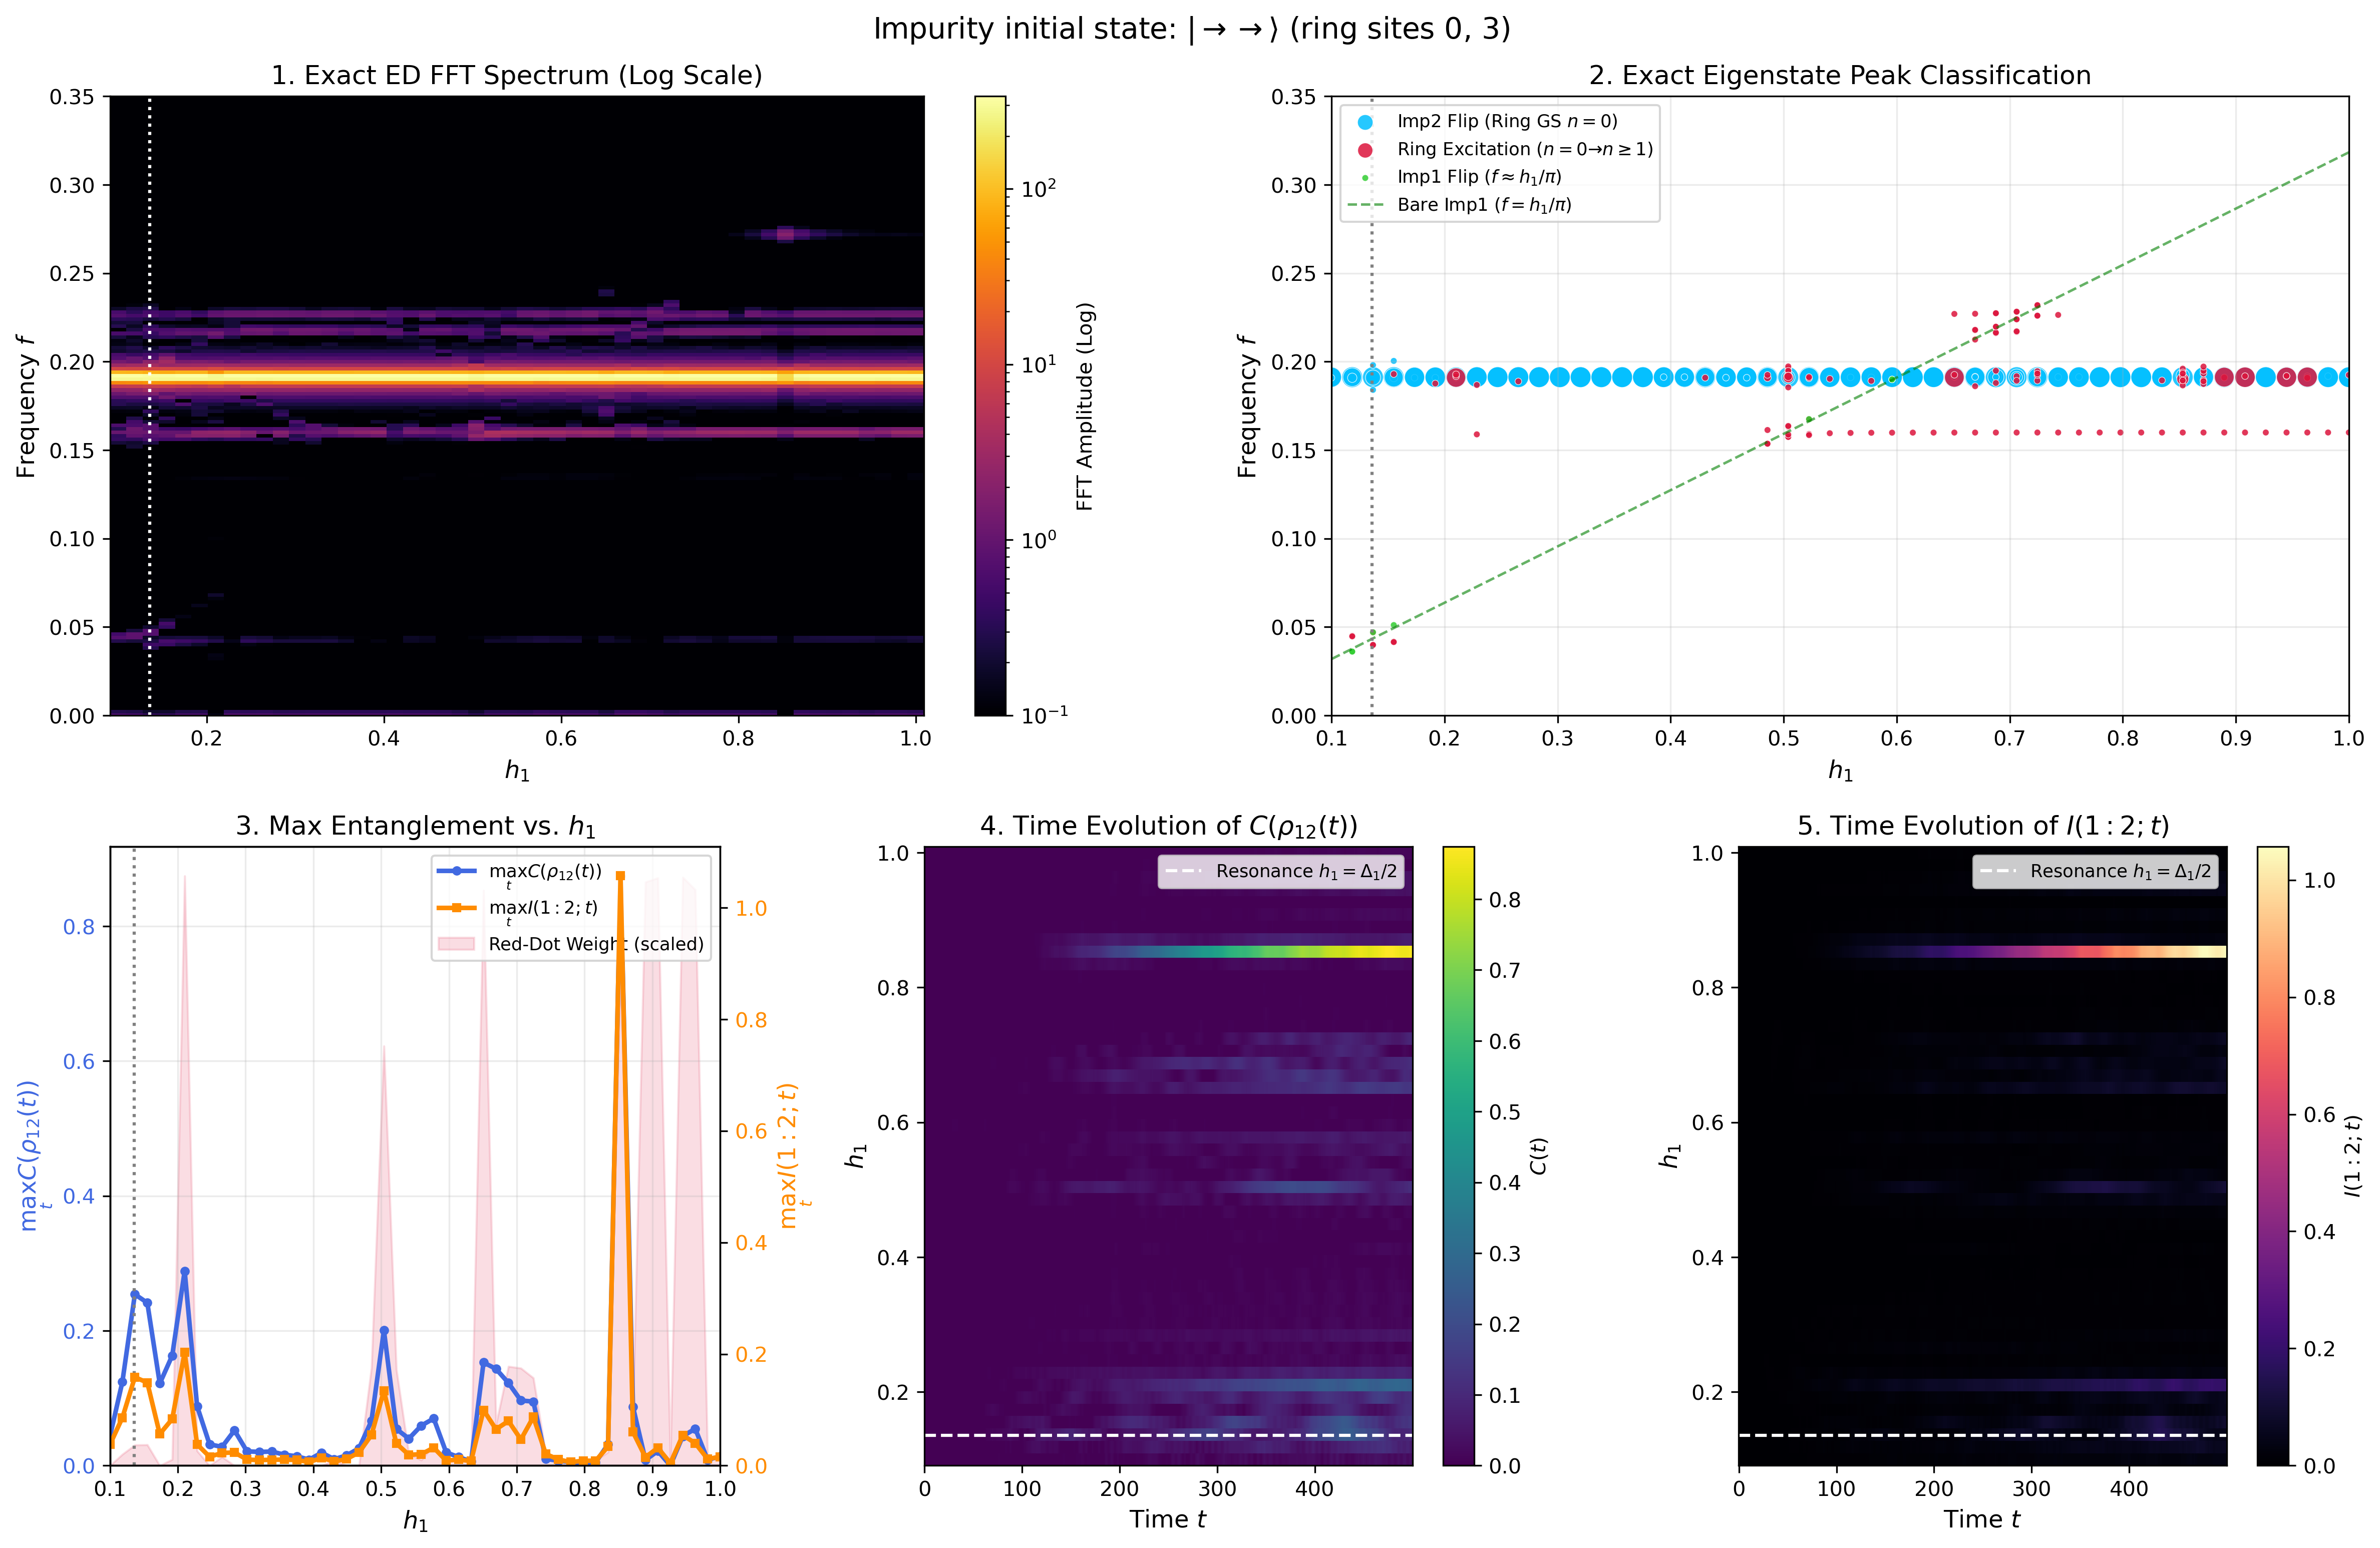 Impurity initial state: |→→⟩ (ring sites 0, 3)
1. Exact ED FFT Spectrum (Log Scale)
0.35
0.30
0.25
0.20
0.15
0.10
0.05
0.00
Frequency f
0.2 0.4 0.6 0.8 1.0
h₁
10²
10¹
10⁰
10⁻¹
FFT Amplitude (Log)
2. Exact Eigenstate Peak Classification
Imp2 Flip (Ring GS n = 0)
Ring Excitation (n = 0→n ≥ 1)
Imp1 Flip (f ≈ h₁/π)
Bare Imp1 (f = h₁/π)
0.35
0.30
0.25
0.20
0.15
0.10
0.05
0.00
Frequency f
0.1 0.2 0.3 0.4 0.5 0.6 0.7 0.8 0.9 1.0
h₁
3. Max Entanglement vs. h₁
max C(ρ₁₂(t))
t
max I(1 : 2; t)
t
Red-Dot Weight (scaled)
0.8
0.6
0.4
0.2
0.0
max C(ρ₁₂(t))
t
0.1 0.2 0.3 0.4 0.5 0.6 0.7 0.8 0.9 1.0
h₁
1.0
0.8
0.6
0.4
0.2
0.0
max I(1 : 2; t)
t
4. Time Evolution of C(ρ₁₂(t))
Resonance h₁ = Δ₁/2
1.0
0.8
0.6
0.4
0.2
h₁
0 100 200 300 400
Time t
0.8
0.7
0.6
0.5
0.4
0.3
0.2
0.1
0.0
C(t)
5. Time Evolution of I(1 : 2; t)
Resonance h₁ = Δ₁/2
1.0
0.8
0.6
0.4
0.2
h₁
0 100 200 300 400
Time t
1.0
0.8
0.6
0.4
0.2
0.0
I(1 : 2; t)